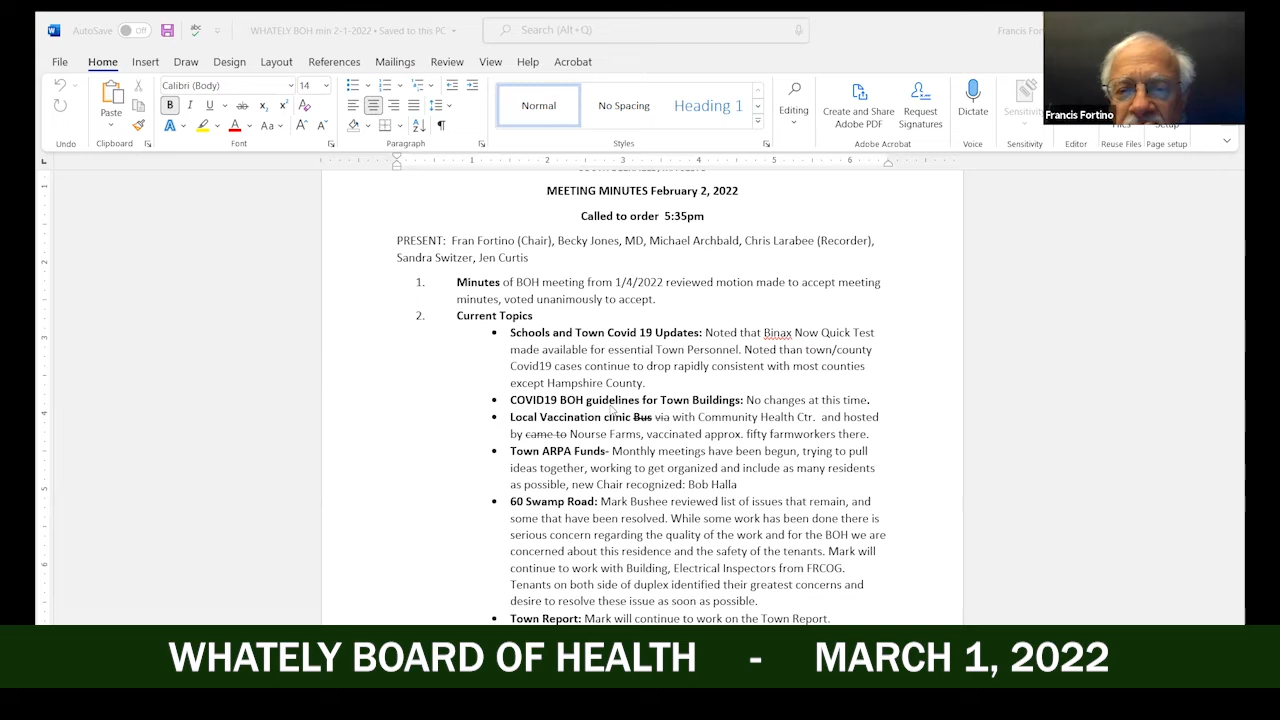 AutoSave Off WHATELY BOH min 2-1-2022 • Saved to this PC Search (Alt+Q) Francis
File Home Insert Draw Design Layout References Mailings Review View Help Acrobat
Calibri (Body) 14
Paste
Normal No Spacing Heading 1
Editing
Create and Share Adobe PDF
Request Signatures
Dictate
Sensitivity
Francis Fortino
Undo Clipboard Font Paragraph Styles Adobe Acrobat Voice Sensitivity Editor Reuse Files Page setup
MEETING MINUTES February 2, 2022
Called to order 5:35pm
PRESENT: Fran Fortino (Chair), Becky Jones, MD, Michael Archbald, Chris Larabee (Recorder),
Sandra Switzer, Jen Curtis
1. Minutes of BOH meeting from 1/4/2022 reviewed motion made to accept meeting
minutes, voted unanimously to accept.
2. Current Topics
• Schools and Town Covid 19 Updates: Noted that Binax Now Quick Test
made available for essential Town Personnel. Noted than town/county
Covid19 cases continue to drop rapidly consistent with most counties
except Hampshire County.
• COVID19 BOH guidelines for Town Buildings: No changes at this time.
• Local Vaccination clinic Bus via with Community Health Ctr. and hosted
by came to Nourse Farms, vaccinated approx. fifty farmworkers there.
• Town ARPA Funds- Monthly meetings have been begun, trying to pull
ideas together, working to get organized and include as many residents
as possible, new Chair recognized: Bob Halla
• 60 Swamp Road: Mark Bushee reviewed list of issues that remain, and
some that have been resolved. While some work has been done there is
serious concern regarding the quality of the work and for the BOH we are
concerned about this residence and the safety of the tenants. Mark will
continue to work with Building, Electrical Inspectors from FRCOG.
Tenants on both side of duplex identified their greatest concerns and
desire to resolve these issue as soon as possible.
• Town Report: Mark will continue to work on the Town Report.
WHATELY BOARD OF HEALTH - MARCH 1, 2022